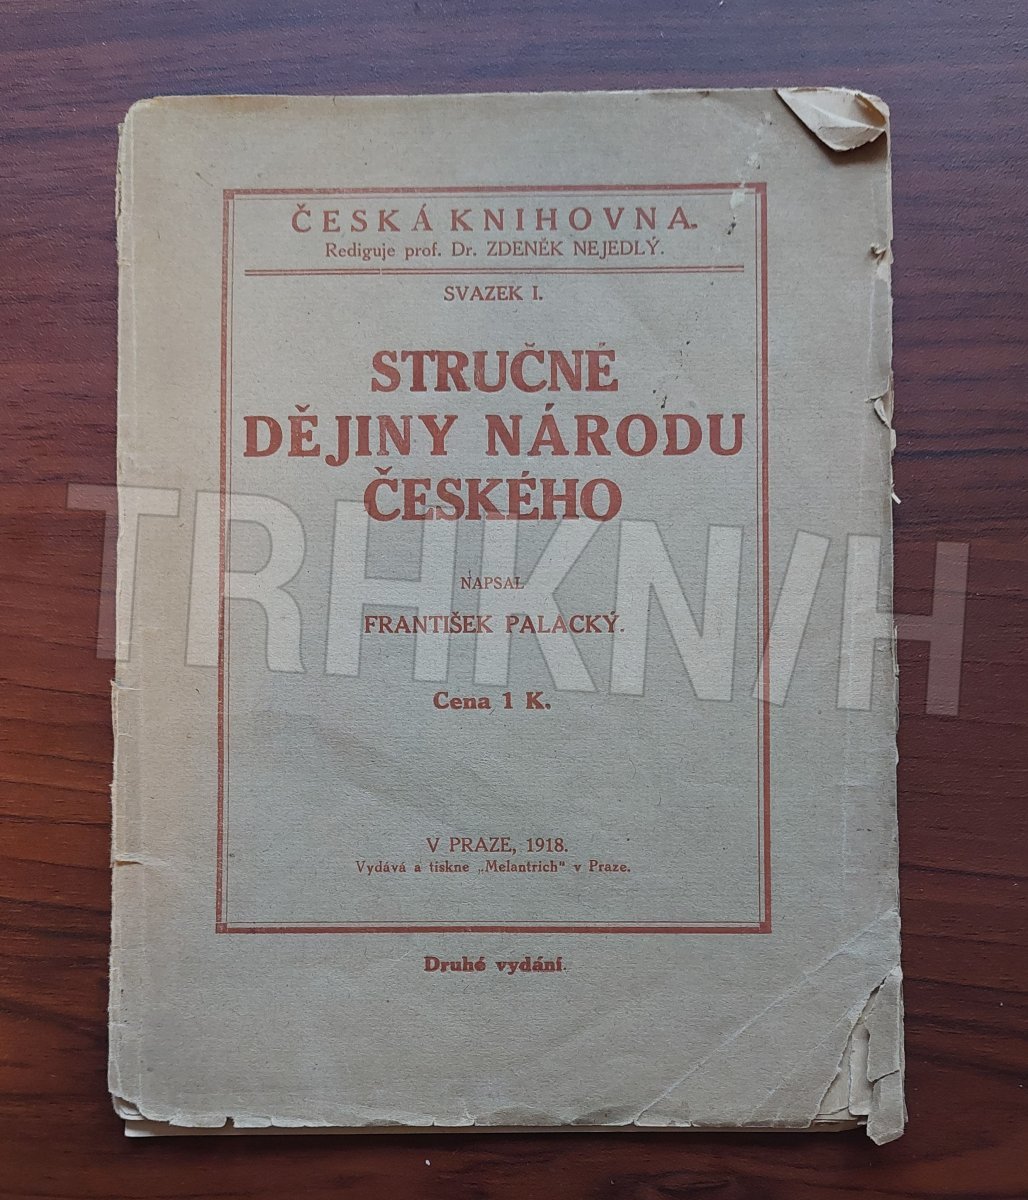 ČESKÁ KNIHOVNA.
Rediguje prof. Dr. ZDENĚK NEJEDLÝ.
SVAZEK I.
STRUČNÉ
DĚJINY NÁRODU
ČESKÉHO
NAPSAL
FRANTIŠEK PALACKÝ.
Cena 1 K.
V PRAZE, 1918.
Vydává a tiskne „Melantrich" v Praze.
Druhé vydání.
TRHKNIH